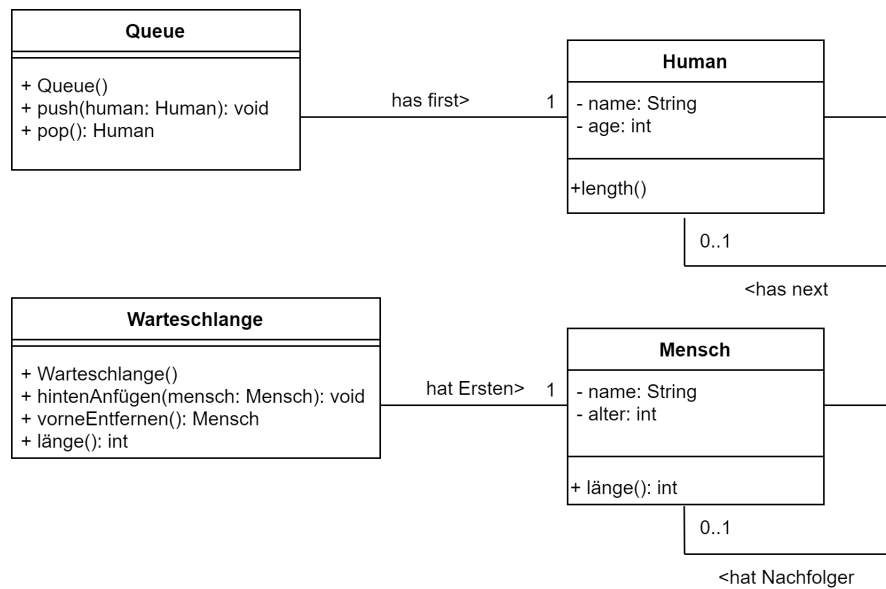 Queue
+ Queue()
+ push(human: Human): void
+ pop(): Human
has first>
1
Human
- name: String
- age: int
+length()
0..1
<has next
Warteschlange
+ Warteschlange()
+ hintenAnfügen(mensch: Mensch): void
+ vorneEntfernen(): Mensch
+ länge(): int
hat Ersten>
1
Mensch
- name: String
- alter: int
+ länge(): int
0..1
<hat Nachfolger